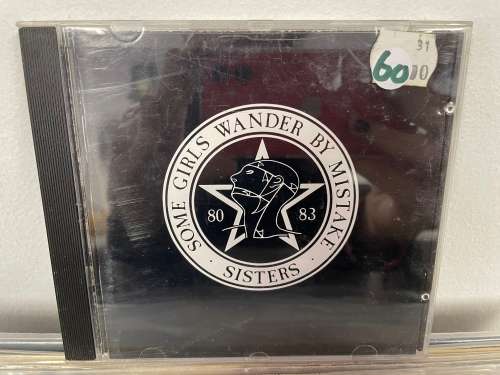 31
60
SOME GIRLS WANDER BY MISTAKE
80 83
· SISTERS ·